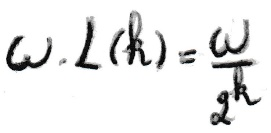 ω.L(k) = ω/2^k